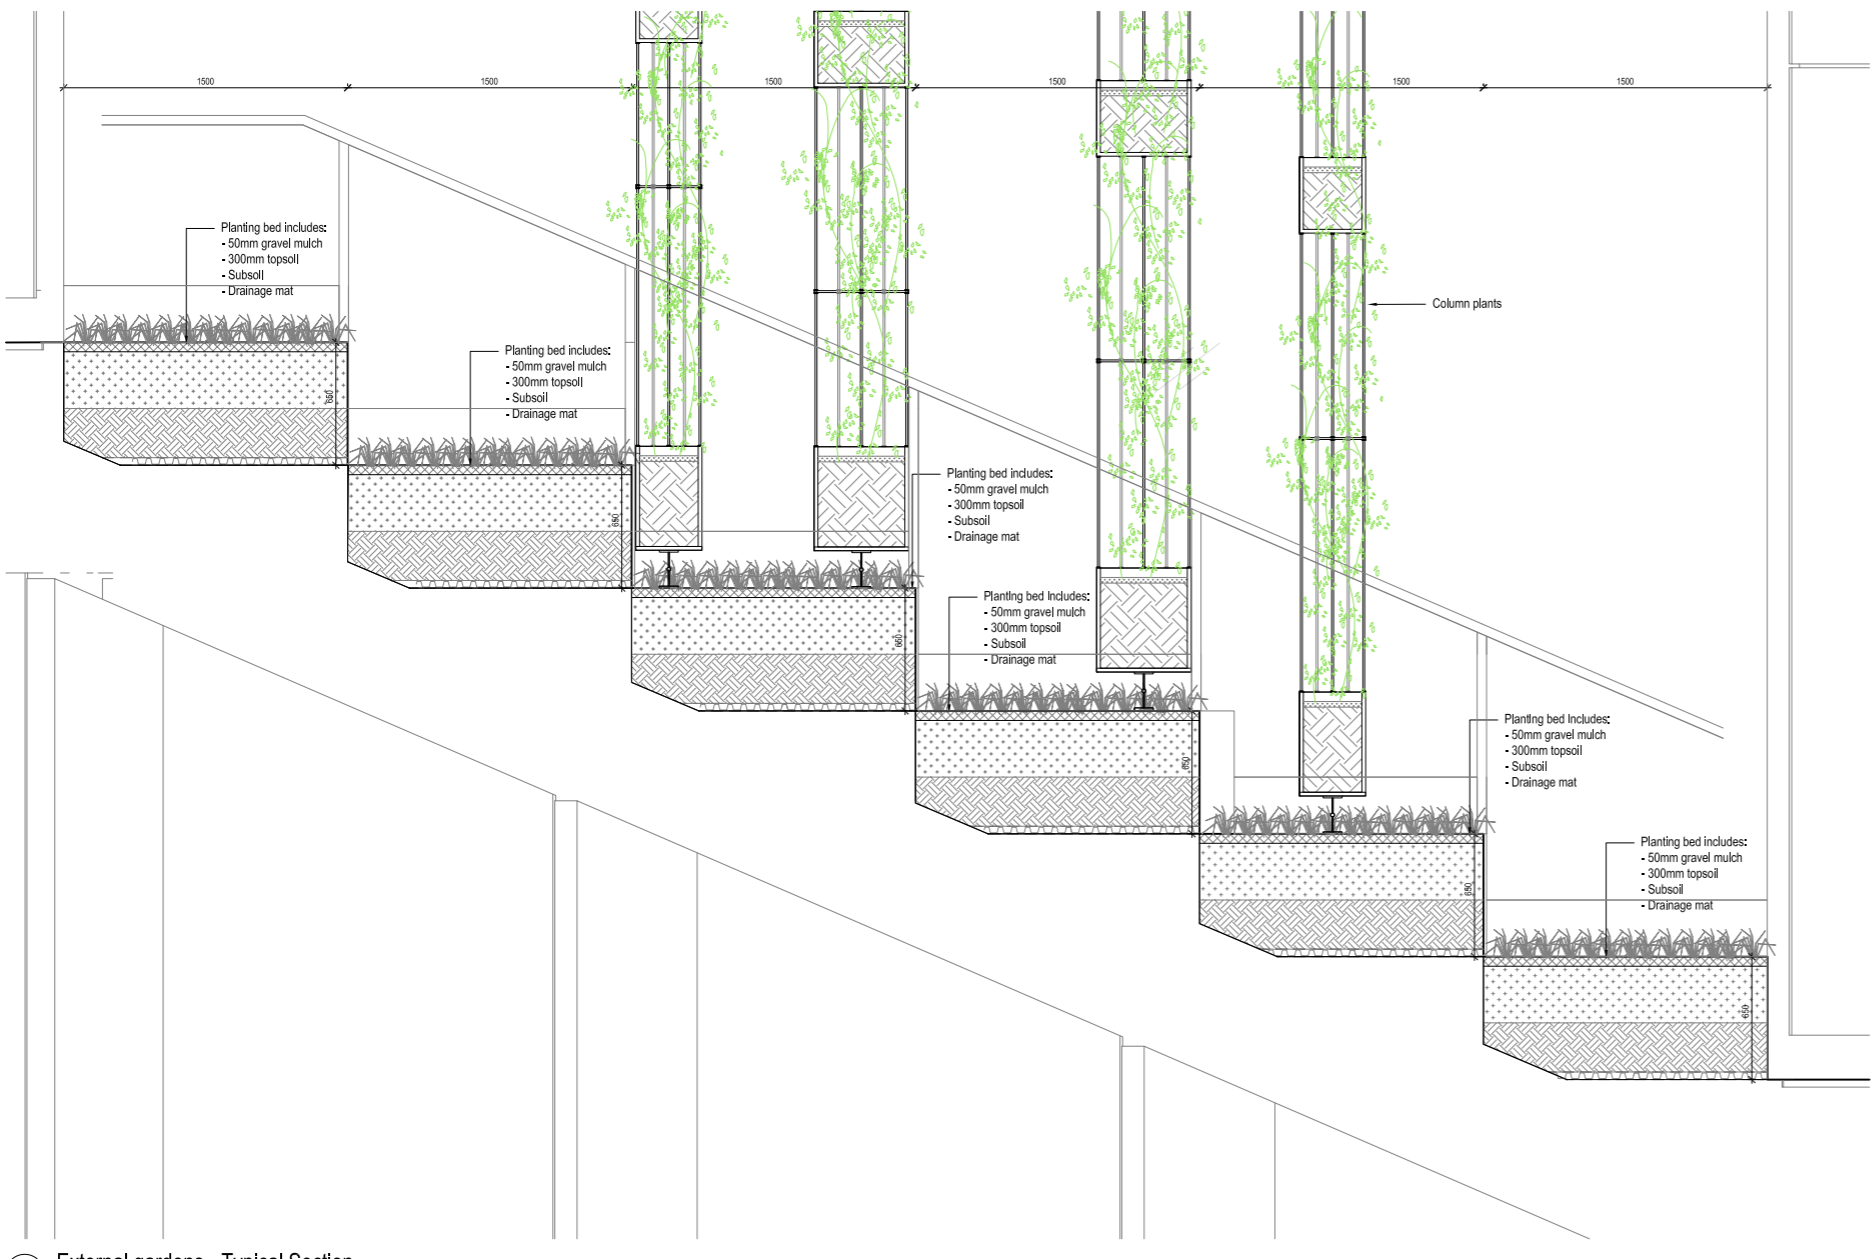 1500
1500
1500
1500
1500
1500
Planting bed includes:
- 50mm gravel mulch
- 300mm topsoil
- Subsoil
- Drainage mat
Column plants
Planting bed includes:
- 50mm gravel mulch
- 300mm topsoil
- Subsoil
- Drainage mat
650
Planting bed includes:
- 50mm gravel mulch
- 300mm topsoil
- Subsoil
- Drainage mat
650
Planting bed includes:
- 50mm gravel mulch
- 300mm topsoil
- Subsoil
- Drainage mat
650
Planting bed includes:
- 50mm gravel mulch
- 300mm topsoil
- Subsoil
- Drainage mat
650
Planting bed includes:
- 50mm gravel mulch
- 300mm topsoil
- Subsoil
- Drainage mat
650
650
External gardens - Typical Section